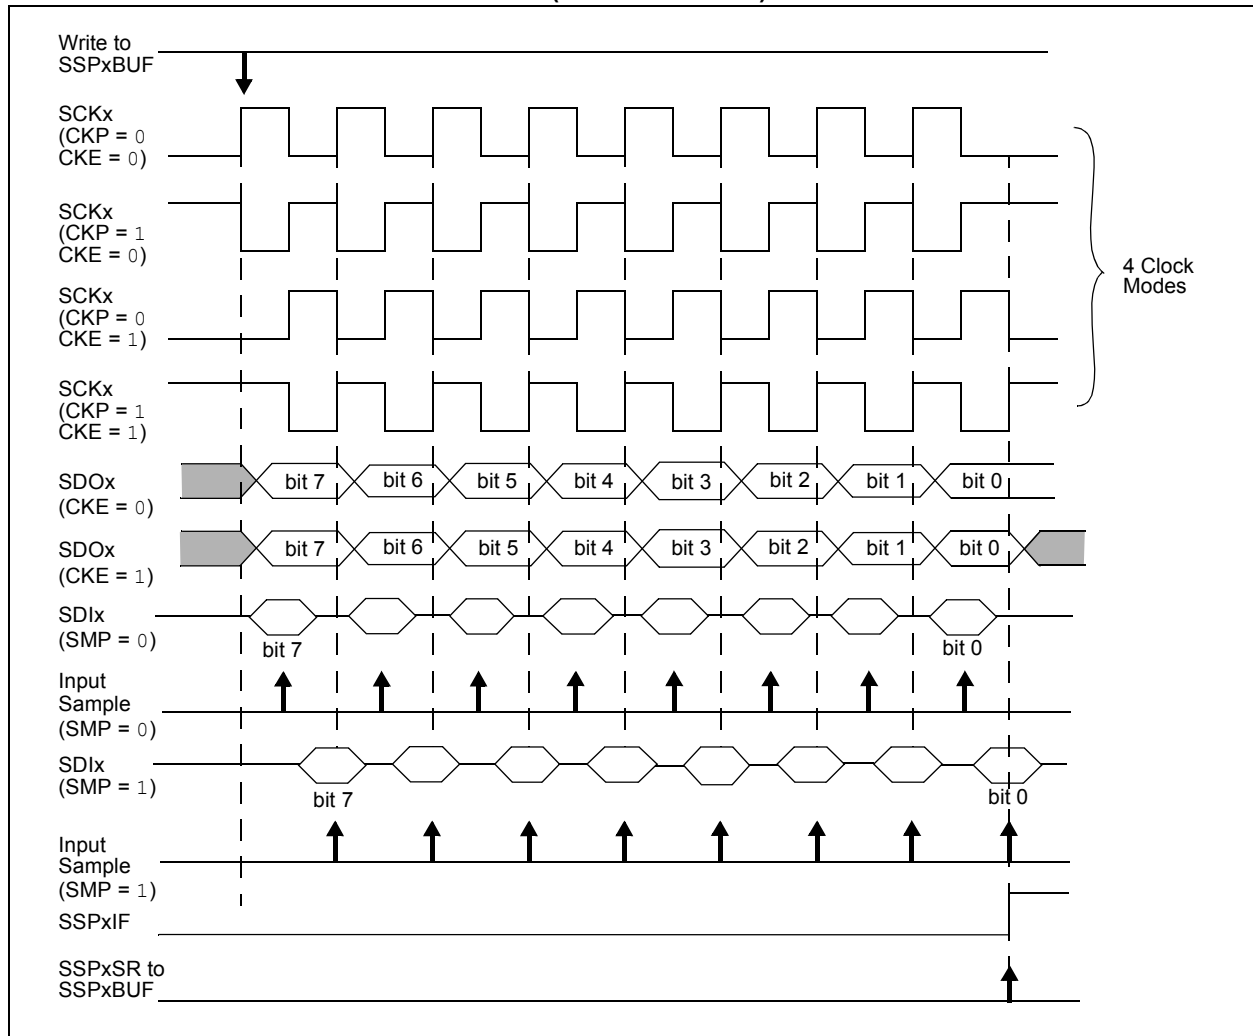 Write to
SSPxBUF
SCKx
(CKP = 0
CKE = 0)
SCKx
(CKP = 1
CKE = 0)
4 Clock
Modes
SCKx
(CKP = 0
CKE = 1)
SCKx
(CKP = 1
CKE = 1)
SDOx
(CKE = 0)
bit 7 bit 6 bit 5 bit 4 bit 3 bit 2 bit 1 bit 0
SDOx
(CKE = 1)
bit 7 bit 6 bit 5 bit 4 bit 3 bit 2 bit 1 bit 0
SDIx
(SMP = 0)
bit 7 bit 0
Input
Sample
(SMP = 0)
SDIx
(SMP = 1)
bit 7 bit 0
Input
Sample
(SMP = 1)
SSPxIF
SSPxSR to
SSPxBUF